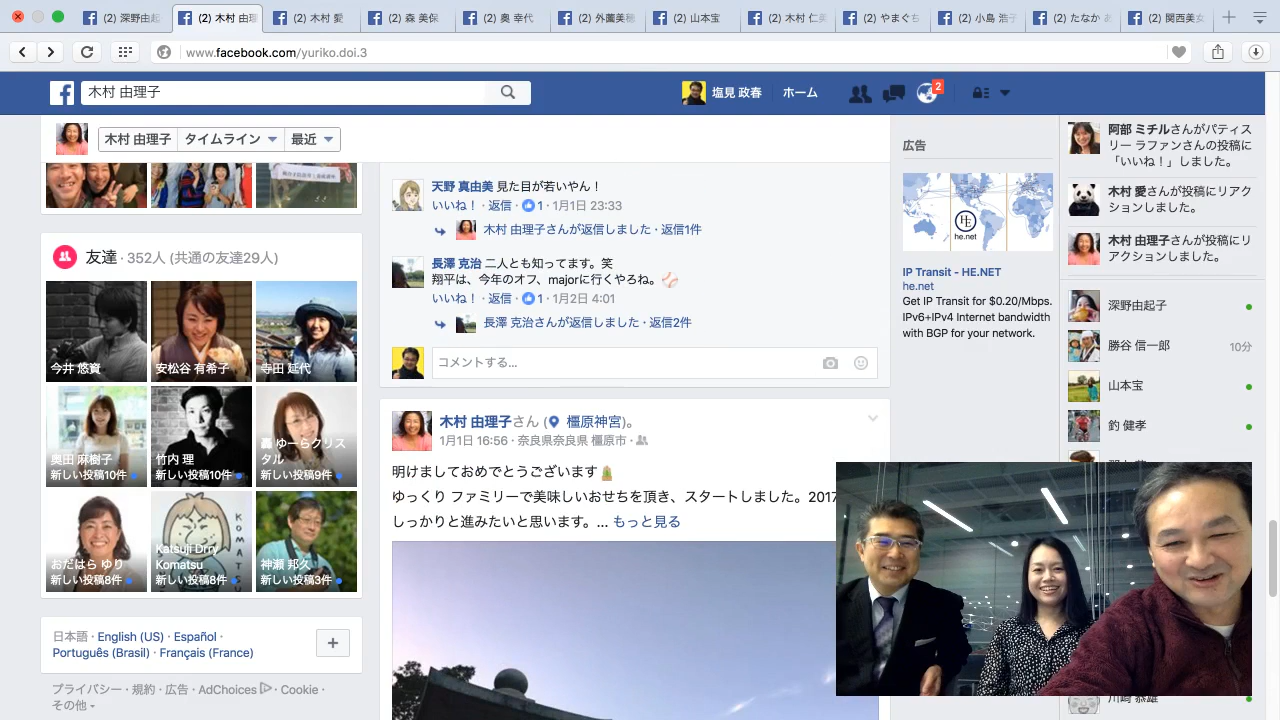 (2) 深野由起
(2) 木村 由理
(2) 木村 愛
(2) 森 美保
(2) 奥 幸代
(2) 外薗美穂
(2) 山本宝
(2) 木村 仁美
(2) やまぐち
(2) 小島 浩子
(2) たなか あ
(2) 関西美女
www.facebook.com/yuriko.doi.3
木村 由理子
塩見 政春
ホーム
2
木村 由理子
タイムライン
最近
友達 · 352人 (共通の友達29人)
今井 悠資
安松谷 有希子
寺田 延代
奥田 麻樹子
新しい投稿10件
竹内 理
新しい投稿10件
ゆーらクリス
タル
新しい投稿9件
おだはら ゆり
新しい投稿8件
Katsuji Drry
Komatsu
新しい投稿8件
KOMATS
神瀬 邦久
新しい投稿3件
日本語 · English (US) · Español ·
Português (Brasil) · Français (France)
プライバシー · 規約 · 広告 · AdChoices · Cookie ·
その他
天野 真由美 見た目が若いやん！
いいね！ · 返信 · 1 · 1月1日 23:33
木村 由理子さんが返信しました · 返信1件
長澤 克治 二人とも知ってます。笑
翔平は、今年のオフ、majorに行くやろね。
いいね！ · 返信 · 1 · 1月2日 4:01
長澤 克治さんが返信しました · 返信2件
コメントする...
木村 由理子さん (橿原神宮)。
1月1日 16:56 · 奈良県奈良県 橿原市 ·
明けましておめでとうございます
ゆっくり ファミリーで美味しいおせちを頂き、スタートしました。2017
しっかりと進みたいと思います。... もっと見る
広告
HE
he.net
IP Transit - HE.NET
he.net
Get IP Transit for $0.20/Mbps.
IPv6+IPv4 Internet bandwidth
with BGP for your network.
阿部 ミチルさんがパティス
リー ラファンさんの投稿に
「いいね！」しました。
木村 愛さんが投稿にリアク
ションしました。
木村 由理子さんが投稿にリ
アクションしました。
深野由起子
勝谷 信一郎
10分
山本宝
釣 健孝